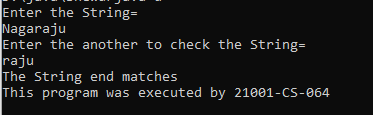 Enter the String=
Nagaraju
Enter the another to check the String=
raju
The String end matches
This program was executed by 21001-CS-064